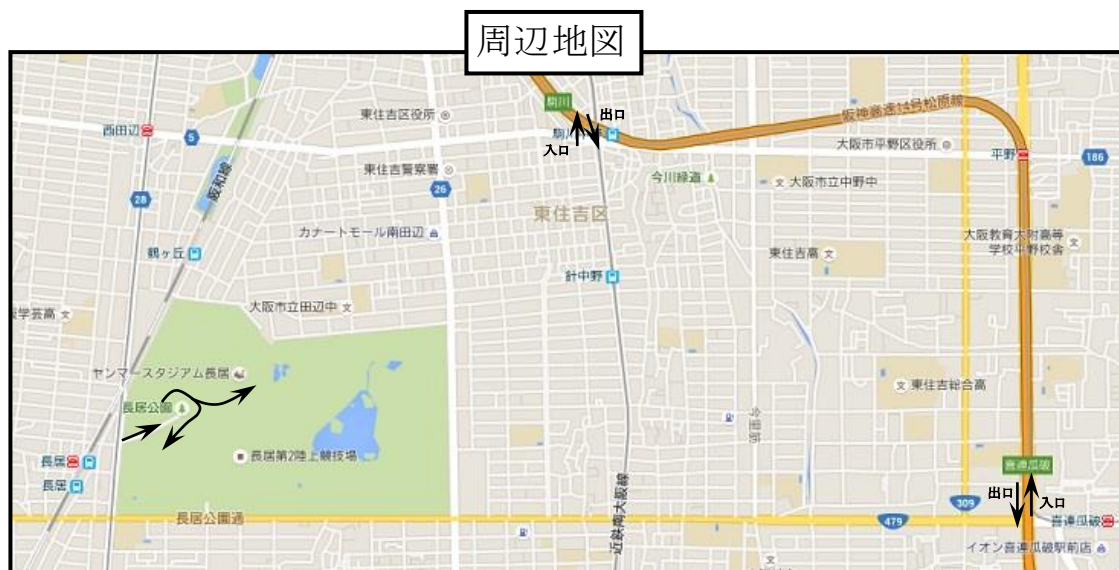 周辺地図
駒川
出口
入口
阪神高速14号松原線
東住吉区役所
西田辺
5
大阪市平野区役所
平野
186
東住吉警察署
今川緑道
大阪市立中野中
26
28
阪和線
東住吉区
カナートモール南田辺
大阪教育大附高等
学校平野校舎
鶴ヶ丘
東住吉高
針中野
大阪市立田辺中
学芸高
ヤンマースタジアム長居
東住吉総合高
長居公園
今里筋
長居第2陸上競技場
長居
長居
喜連瓜破
出口
入口
309
479
長居公園通
近鉄南大阪線
喜連瓜破
イオン喜連瓜破駅前店